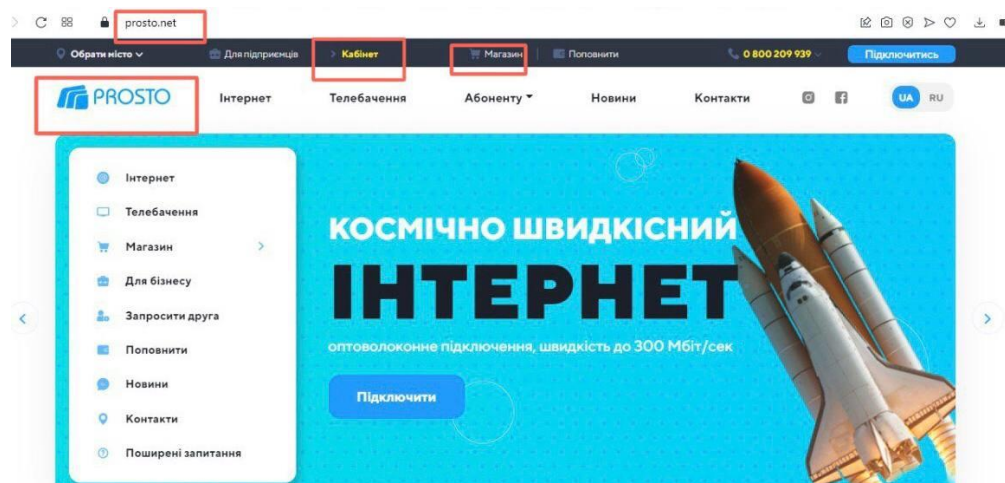 prosto.net
Обрати місто Для підприємців Кабінет Магазин Поповнити 0 800 209 939 Підключитись
PROSTO Інтернет Телебачення Абоненту Новини Контакти UA RU
Інтернет
Телебачення
Магазин
Для бізнесу
Запросити друга
Поповнити
Новини
Контакти
Поширені запитання
КОСМІЧНО ШВИДКІСНИЙ
ІНТЕРНЕТ
оптоволоконне підключення, швидкість до 300 Мбіт/сек
Підключити